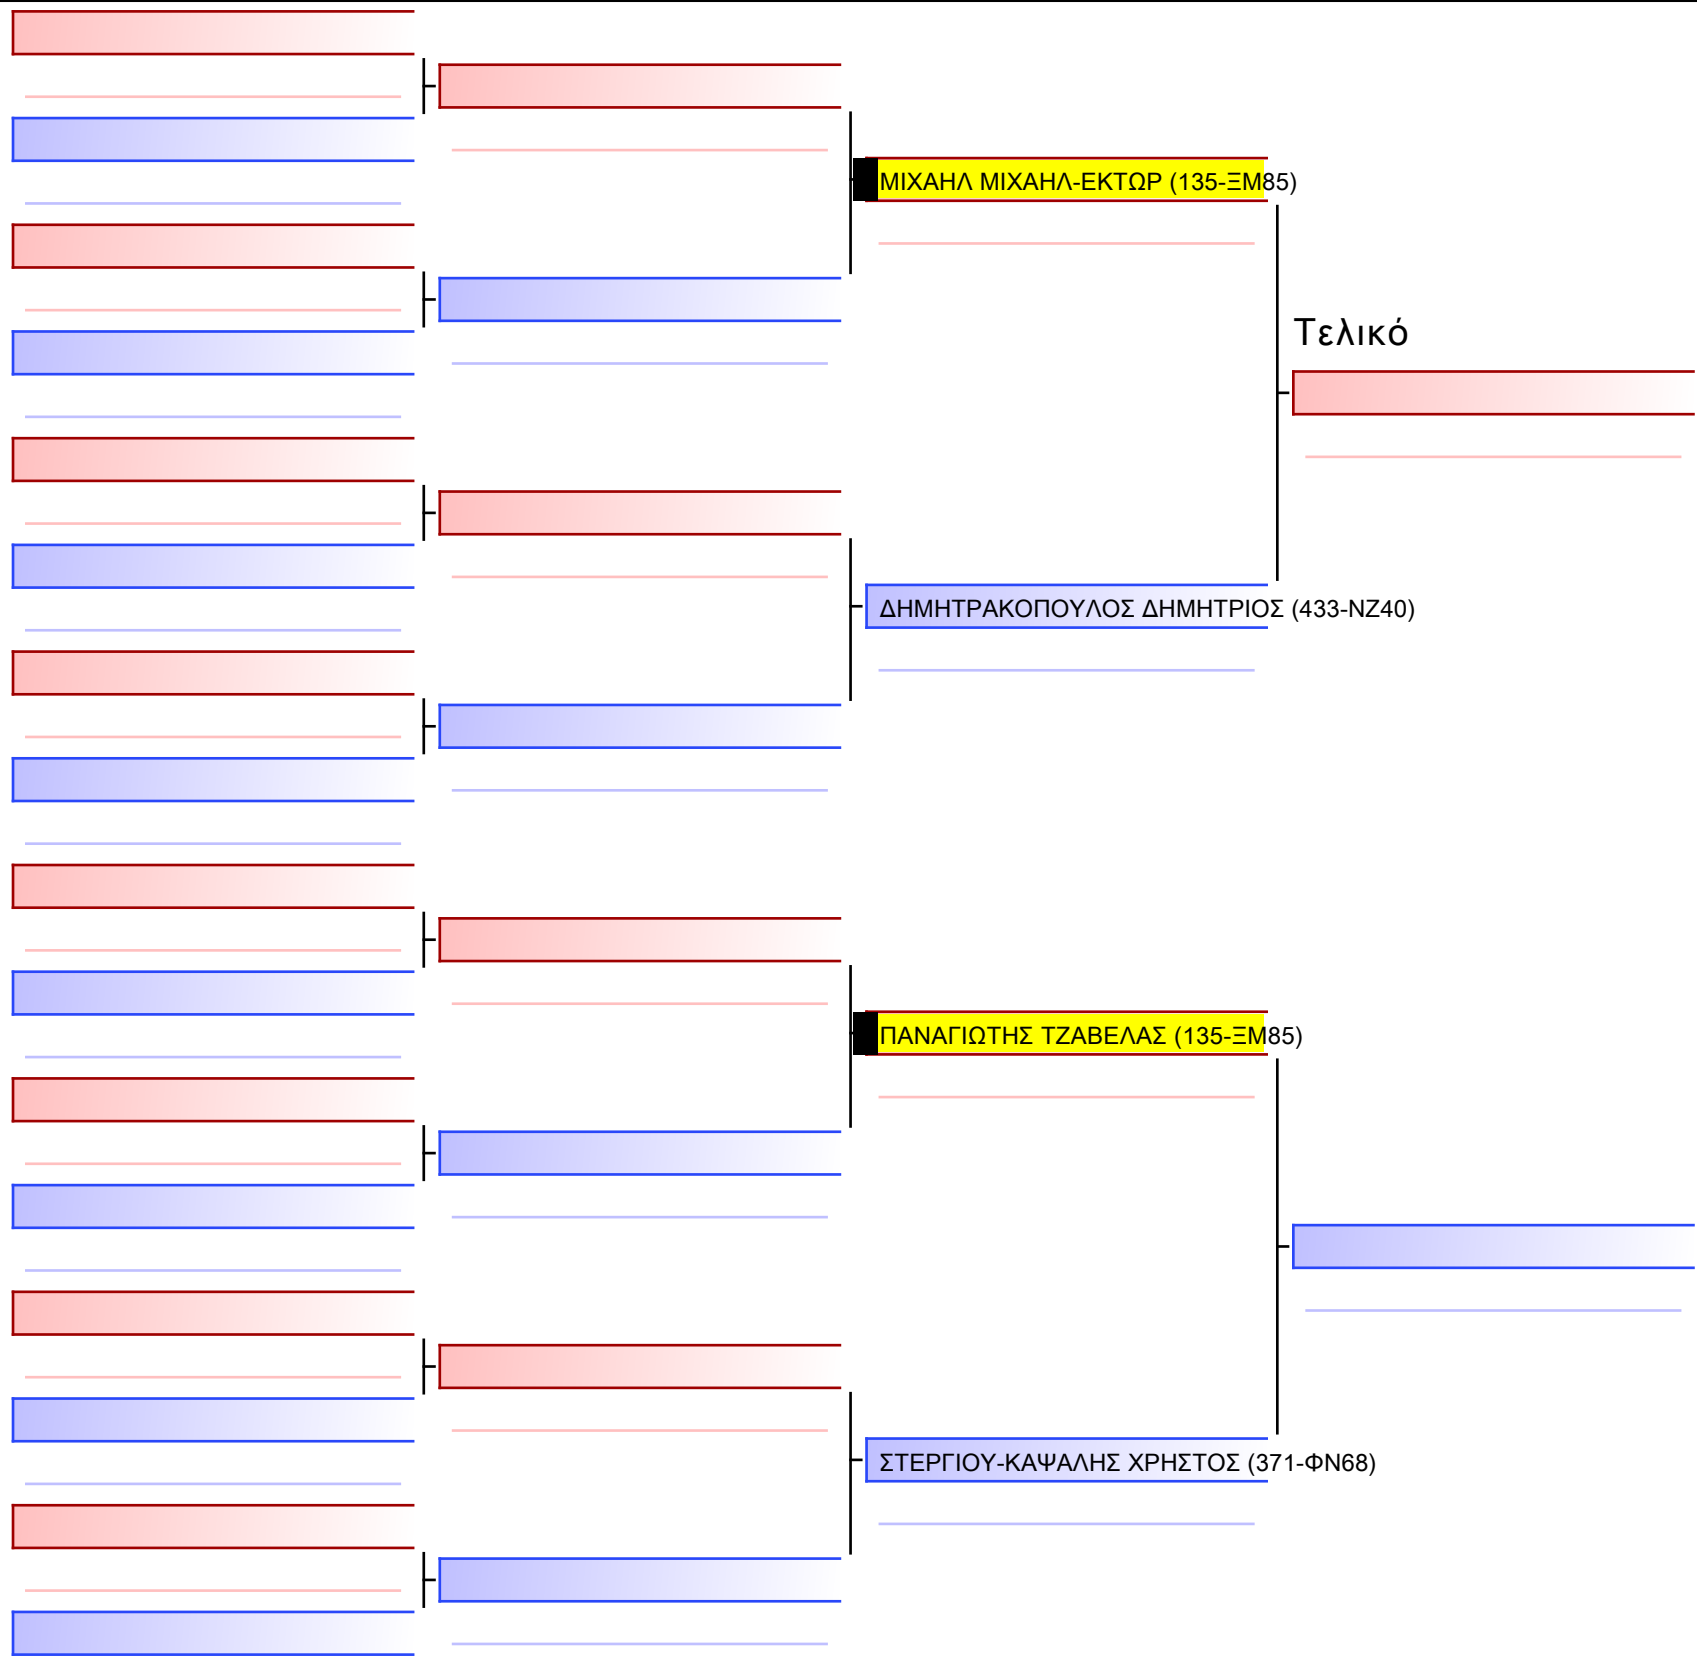 ΜΙΧΑΗΛ ΜΙΧΑΗΛ-ΕΚΤΩΡ (135-ΞΜ85)
Τελικό
ΔΗΜΗΤΡΑΚΟΠΟΥΛΟΣ ΔΗΜΗΤΡΙΟΣ (433-ΝΖ40)
ΠΑΝΑΓΙΩΤΗΣ ΤΖΑΒΕΛΑΣ (135-ΞΜ85)
ΣΤΕΡΓΙΟΥ-ΚΑΨΑΛΗΣ ΧΡΗΣΤΟΣ (371-ΦΝ68)